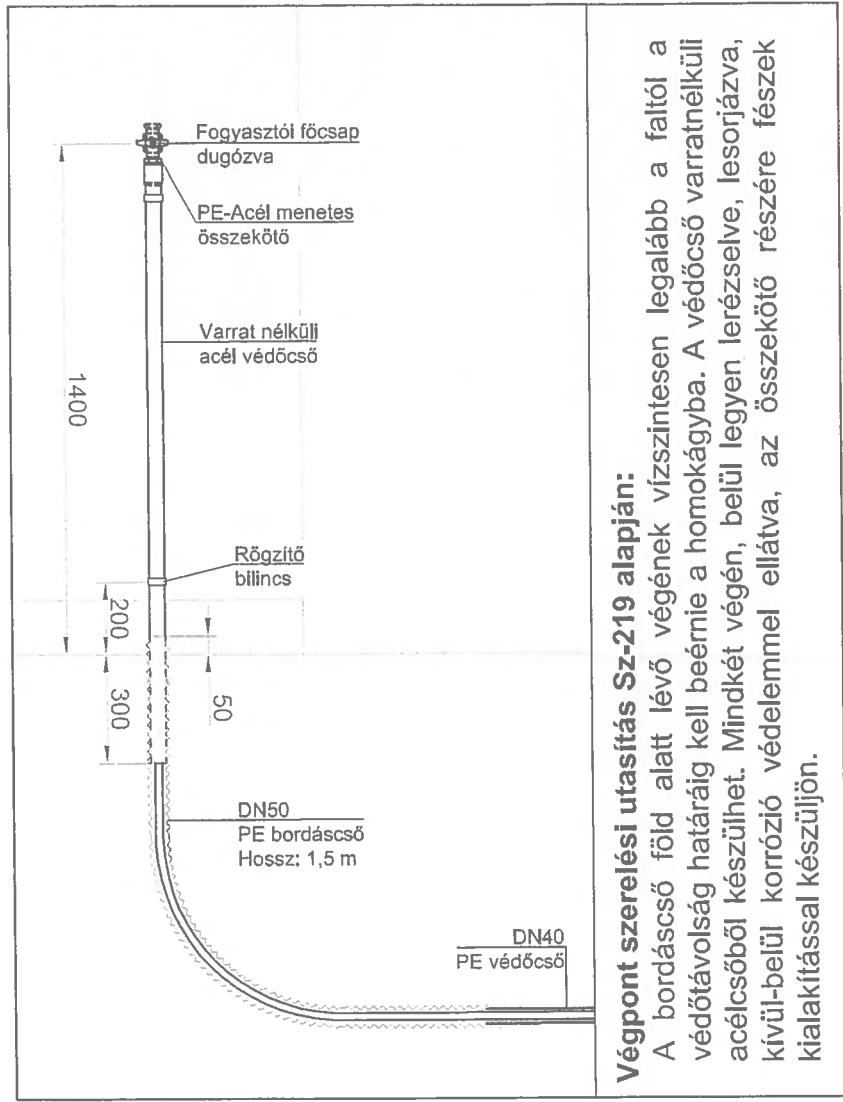 Fogyasztói főcsap
dugózva
PE-Acél menetes
összekötő
Varrat nélküli
acél védőcső
1400
Rögzítő
bilincs
200
300
50
DN50
PE bordáscső
Hossz: 1,5 m
DN40
PE védőcső
Végpont szerelési utasítás Sz-219 alapján:
A bordáscső föld alatt lévő végének vízszintesen legalább a faltól a
védőtávolság határáig kell beérnie a homokágyba. A védőcső varratnélküli
acélcsőből készülhet. Mindkét végén, belül legyen lerézselve, lesorjázva,
kívül-belül korrózió védelemmel ellátva, az összekötő részére fészek
kialakítással készüljön.